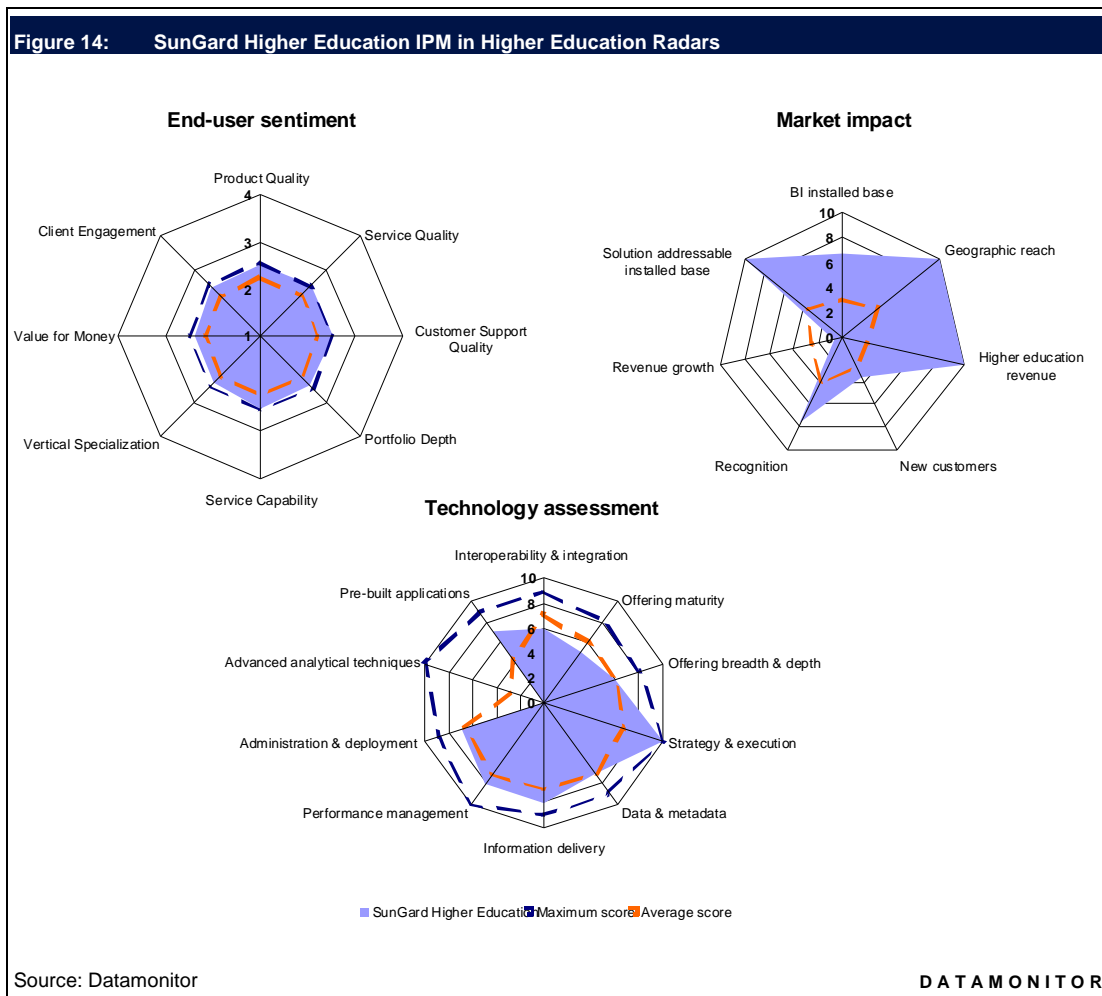 Figure 14: SunGard Higher Education IPM in Higher Education Radars
End-user sentiment
Product Quality
4
Client Engagement
Service Quality
3
2
Value for Money
1
Customer Support
Quality
Vertical Specialization
Portfolio Depth
Service Capability
Market impact
BI installed base
10
Solution addressable
installed base
Geographic reach
8
6
4
2
0
Revenue growth
Higher education
revenue
Recognition
New customers
Technology assessment
Interoperability & integration
10
Pre-built applications
Offering maturity
8
6
Advanced analytical techniques
Offering breadth & depth
4
2
0
Administration & deployment
Strategy & execution
Performance management
Data & metadata
Information delivery
SunGard Higher Education
Maximum score
Average score
Source: Datamonitor
DATAMONITOR